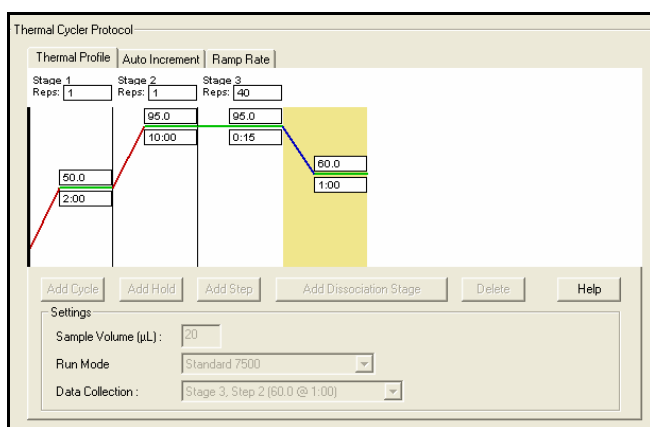 Thermal Cycler Protocol
Thermal Profile Auto Increment Ramp Rate
Stage 1 Stage 2 Stage 3
Reps: 1 Reps: 1 Reps: 40
95.0 95.0
10:00 0:15
60.0
50.0 1:00
2:00
Add Cycle Add Hold Add Step Add Dissociation Stage Delete Help
Settings
Sample Volume (µL) : 20
Run Mode Standard 7500
Data Collection : Stage 3, Step 2 (60.0 @ 1:00)